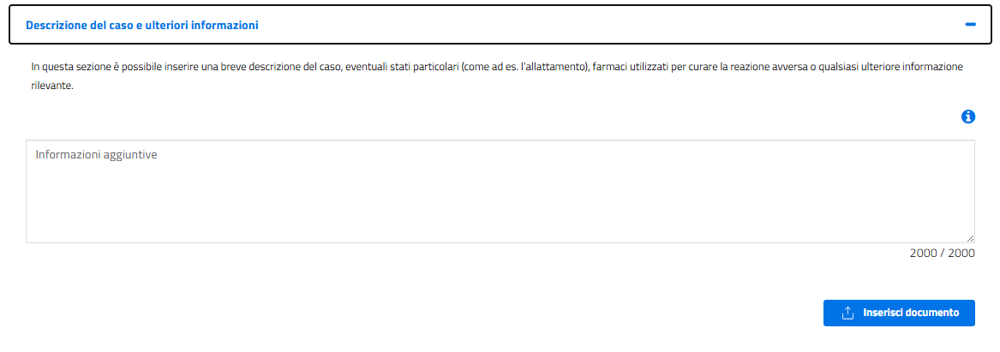 Descrizione del caso e ulteriori informazioni
In questa sezione è possibile inserire una breve descrizione del caso, eventuali stati particolari (come ad es. l'allattamento), farmaci utilizzati per curare la reazione avversa o qualsiasi ulteriore informazione
rilevante.
Informazioni aggiuntive
2000 / 2000
Inserisci documento